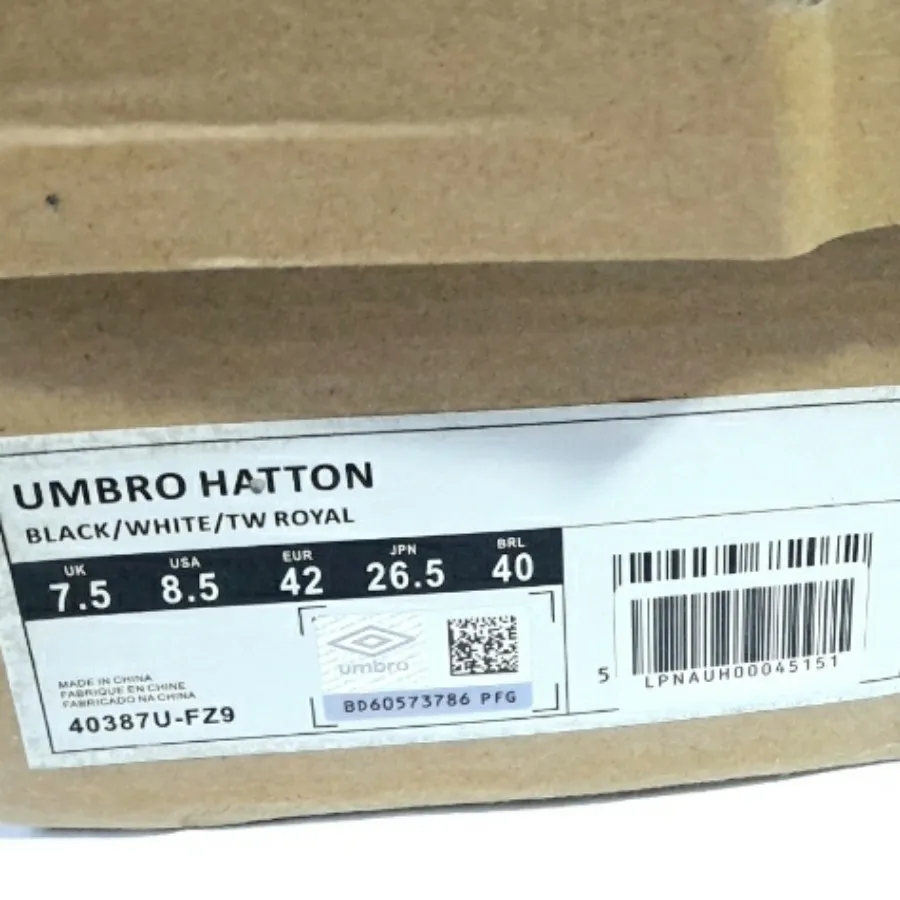 UMBRO HATTON
BLACK/WHITE/TW ROYAL
UK USA EUR JPN BRL
7.5 8.5 42 26.5 40
umbro
BD60573786 PFG
MADE IN CHINA
FABRIQUE EN CHINE
FABRICADO NA CHINA
40387U-FZ9
5
LPNAUH00045151